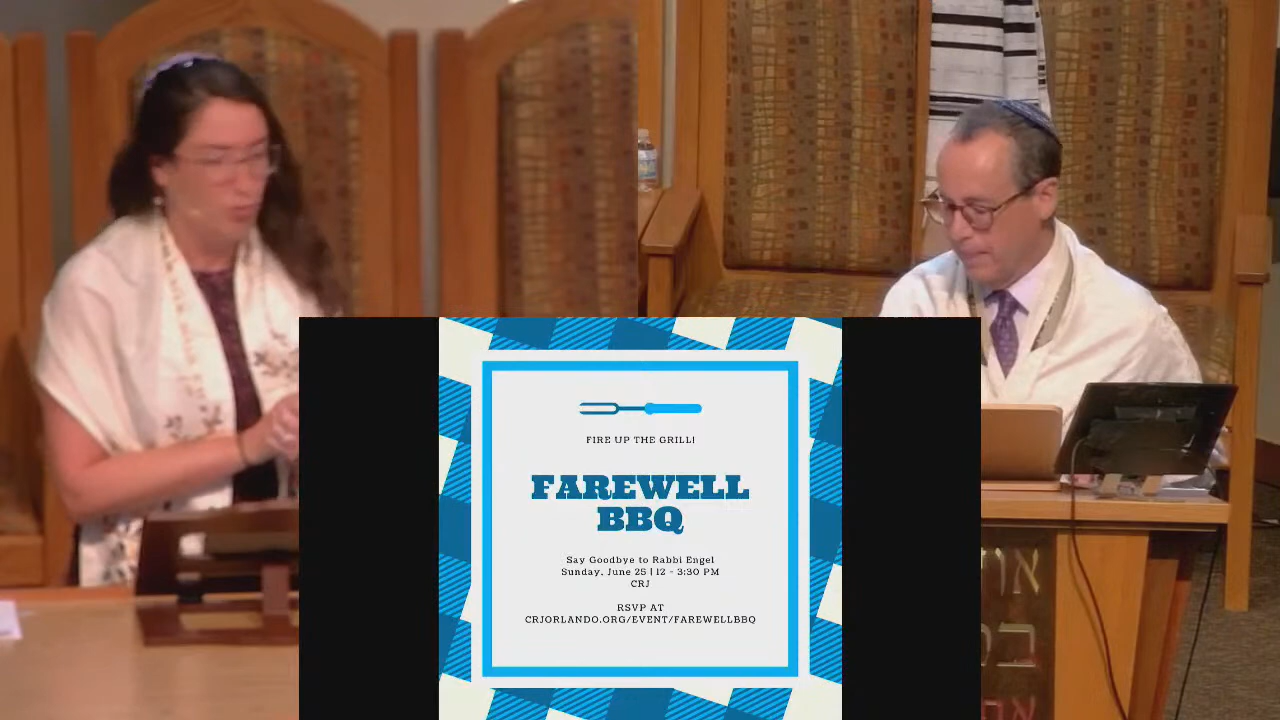 FIRE UP THE GRILL!
FAREWELL
BBQ
Say Goodbye to Rabbi Engel
Sunday, June 25 | 12 - 3:30 PM
CRJ
RSVP AT
CRJORLANDO.ORG/EVENT/FAREWELLBBQ